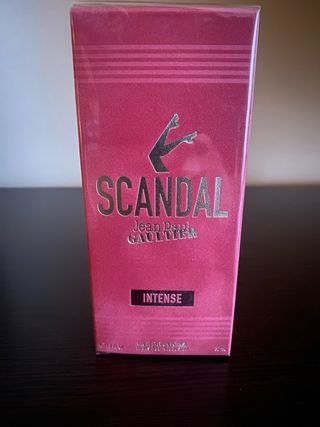 SCANDAL
Jean Paul
GAULTIER
INTENSE